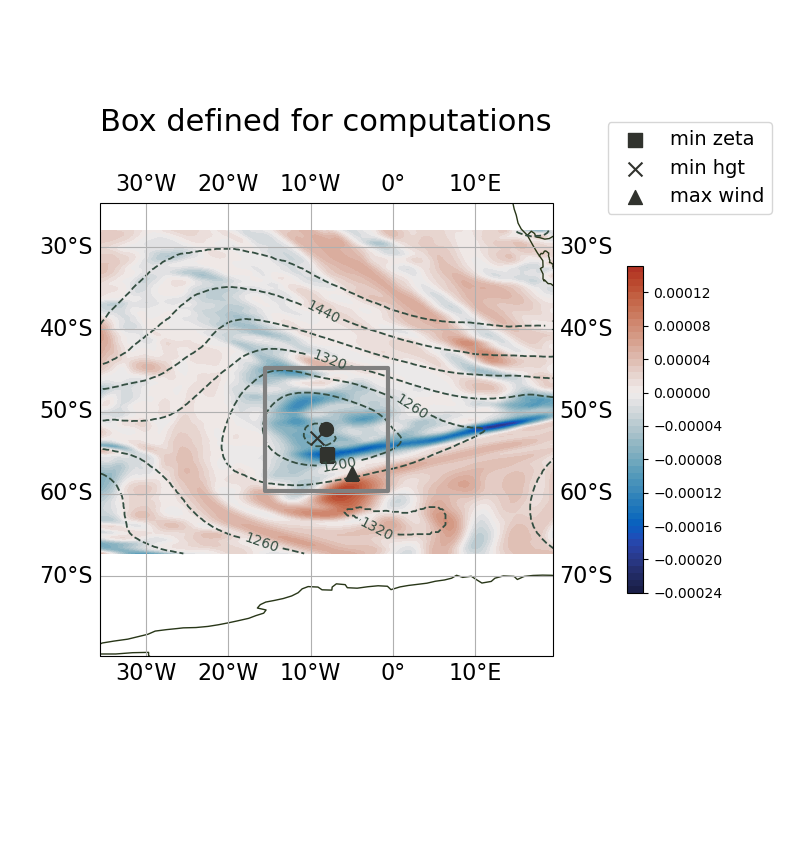 Box defined for computations
min zeta
min hgt
max wind
30°W 20°W 10°W 0° 10°E
30°S 30°S
40°S 40°S
50°S 50°S
60°S 60°S
70°S 70°S
1440
1320
1260
1200
1320
1260
30°W 20°W 10°W 0° 10°E
0.00012
0.00008
0.00004
0.00000
−0.00004
−0.00008
−0.00012
−0.00016
−0.00020
−0.00024